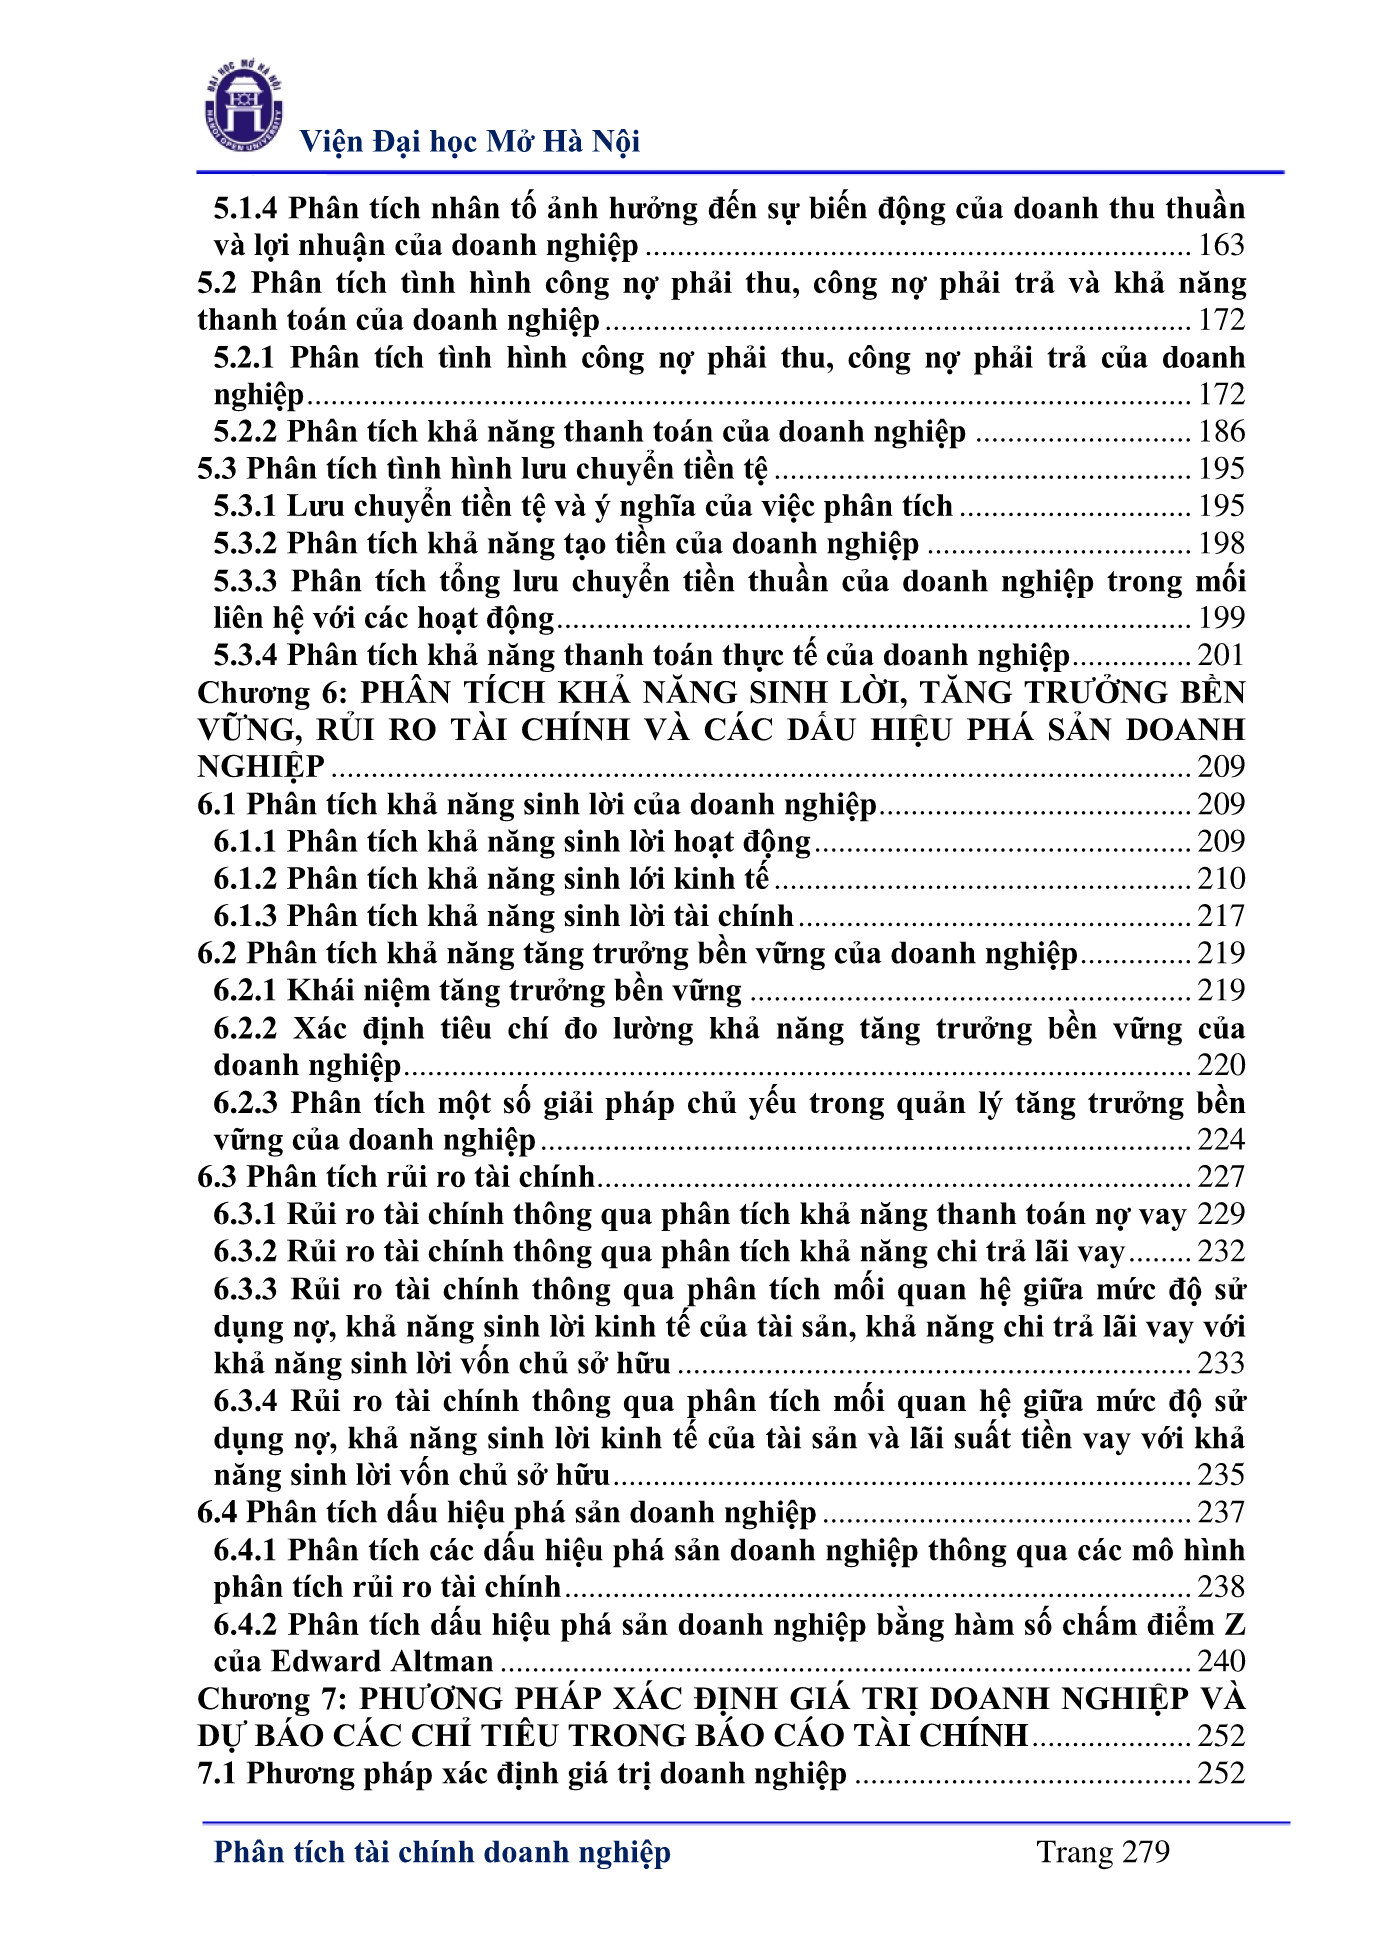 ĐẠI HỌC MỞ HÀ NỘI
HANOI OPEN UNIVERSITY
Viện Đại học Mở Hà Nội
5.1.4 Phân tích nhân tố ảnh hưởng đến sự biến động của doanh thu thuần
và lợi nhuận của doanh nghiệp ........ 163
5.2 Phân tích tình hình công nợ phải thu, công nợ phải trả và khả năng
thanh toán của doanh nghiệp ........ 172
5.2.1 Phân tích tình hình công nợ phải thu, công nợ phải trả của doanh
nghiệp ........ 172
5.2.2 Phân tích khả năng thanh toán của doanh nghiệp ........ 186
5.3 Phân tích tình hình lưu chuyển tiền tệ ........ 195
5.3.1 Lưu chuyển tiền tệ và ý nghĩa của việc phân tích ........ 195
5.3.2 Phân tích khả năng tạo tiền của doanh nghiệp ........ 198
5.3.3 Phân tích tổng lưu chuyển tiền thuần của doanh nghiệp trong mối
liên hệ với các hoạt động ........ 199
5.3.4 Phân tích khả năng thanh toán thực tế của doanh nghiệp ........ 201
Chương 6: PHÂN TÍCH KHẢ NĂNG SINH LỜI, TĂNG TRƯỞNG BỀN
VỮNG, RỦI RO TÀI CHÍNH VÀ CÁC DẤU HIỆU PHÁ SẢN DOANH
NGHIỆP ........ 209
6.1 Phân tích khả năng sinh lời của doanh nghiệp ........ 209
6.1.1 Phân tích khả năng sinh lời hoạt động ........ 209
6.1.2 Phân tích khả năng sinh lới kinh tế ........ 210
6.1.3 Phân tích khả năng sinh lời tài chính ........ 217
6.2 Phân tích khả năng tăng trưởng bền vững của doanh nghiệp ........ 219
6.2.1 Khái niệm tăng trưởng bền vững ........ 219
6.2.2 Xác định tiêu chí đo lường khả năng tăng trưởng bền vững của
doanh nghiệp ........ 220
6.2.3 Phân tích một số giải pháp chủ yếu trong quản lý tăng trưởng bền
vững của doanh nghiệp ........ 224
6.3 Phân tích rủi ro tài chính ........ 227
6.3.1 Rủi ro tài chính thông qua phân tích khả năng thanh toán nợ vay 229
6.3.2 Rủi ro tài chính thông qua phân tích khả năng chi trả lãi vay ........ 232
6.3.3 Rủi ro tài chính thông qua phân tích mối quan hệ giữa mức độ sử
dụng nợ, khả năng sinh lời kinh tế của tài sản, khả năng chi trả lãi vay với
khả năng sinh lời vốn chủ sở hữu ........ 233
6.3.4 Rủi ro tài chính thông qua phân tích mối quan hệ giữa mức độ sử
dụng nợ, khả năng sinh lời kinh tế của tài sản và lãi suất tiền vay với khả
năng sinh lời vốn chủ sở hữu ........ 235
6.4 Phân tích dấu hiệu phá sản doanh nghiệp ........ 237
6.4.1 Phân tích các dấu hiệu phá sản doanh nghiệp thông qua các mô hình
phân tích rủi ro tài chính ........ 238
6.4.2 Phân tích dấu hiệu phá sản doanh nghiệp bằng hàm số chấm điểm Z
của Edward Altman ........ 240
Chương 7: PHƯƠNG PHÁP XÁC ĐỊNH GIÁ TRỊ DOANH NGHIỆP VÀ
DỰ BÁO CÁC CHỈ TIÊU TRONG BÁO CÁO TÀI CHÍNH ........ 252
7.1 Phương pháp xác định giá trị doanh nghiệp ........ 252
Phân tích tài chính doanh nghiệp Trang 279